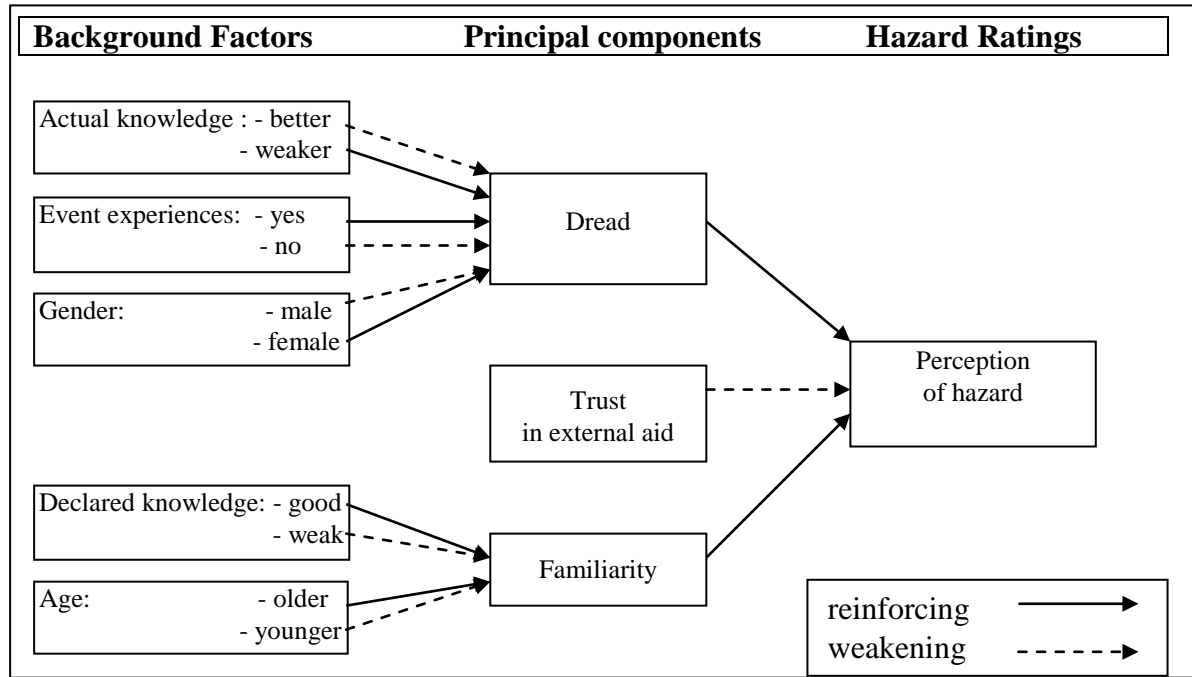 Background Factors Principal components Hazard Ratings
Actual knowledge : - better
- weaker
Event experiences: - yes
- no
Gender: - male
- female
Declared knowledge: - good
- weak
Age: - older
- younger
Dread
Trust
in external aid
Familiarity
Perception
of hazard
reinforcing
weakening